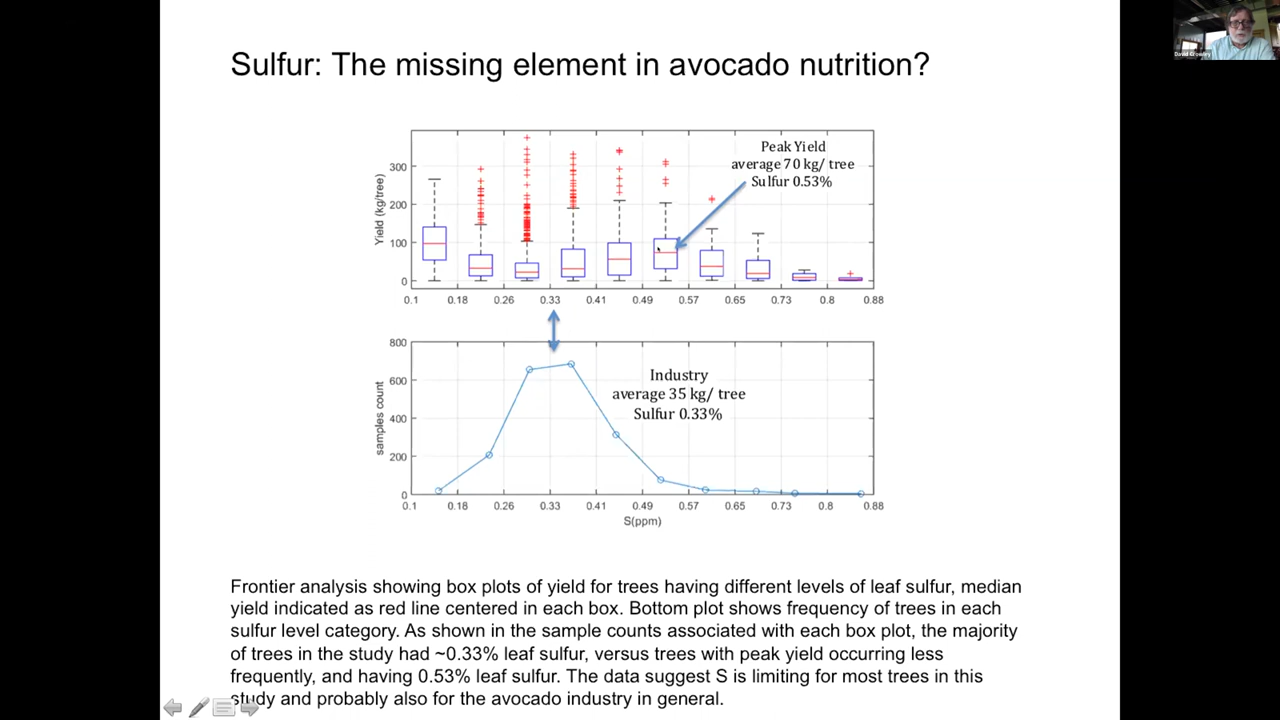 Sulfur: The missing element in avocado nutrition?
David Crowley
Peak Yield
average 70 kg/ tree
Sulfur 0.53%
Yield (kg/tree)
300
200
100
0
0.1 0.18 0.26 0.33 0.41 0.49 0.57 0.65 0.73 0.8 0.88
Industry
average 35 kg/ tree
Sulfur 0.33%
samples count
800
600
400
200
0
0.1 0.18 0.26 0.33 0.41 0.49 0.57 0.65 0.73 0.8 0.88
S(ppm)
Frontier analysis showing box plots of yield for trees having different levels of leaf sulfur, median
yield indicated as red line centered in each box. Bottom plot shows frequency of trees in each
sulfur level category. As shown in the sample counts associated with each box plot, the majority
of trees in the study had ~0.33% leaf sulfur, versus trees with peak yield occurring less
frequently, and having 0.53% leaf sulfur. The data suggest S is limiting for most trees in this
study and probably also for the avocado industry in general.